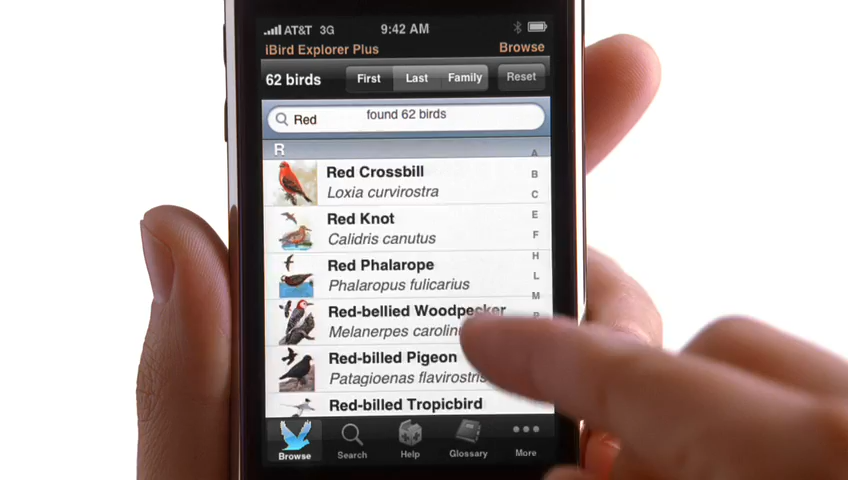 AT&T 3G 9:42 AM
iBird Explorer Plus Browse
62 birds First Last Family Reset
Red found 62 birds
R
A
Red Crossbill
B
Loxia curvirostra
C
Red Knot
E
Calidris canutus
F
Red Phalarope
H
Phalaropus fulicarius
L
M
Red-bellied Woodpecker
Melanerpes
Red-billed Pigeon
Patagioenas flavirostris
Red-billed Tropicbird
Browse Search Help Glossary More